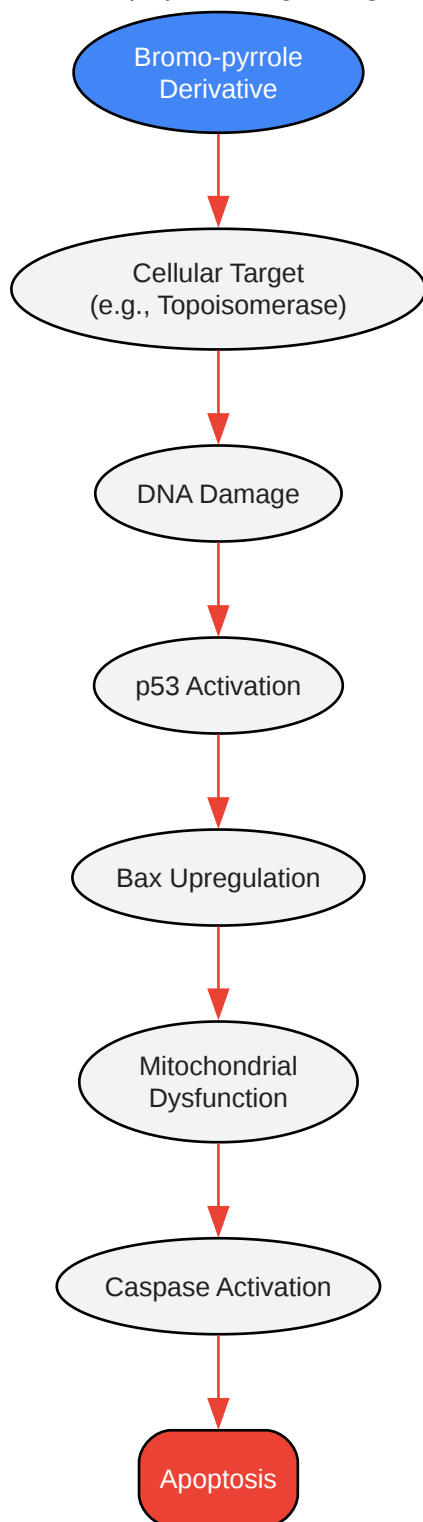 Bromo-pyrrole
Derivative
Cellular Target
(e.g., Topoisomerase)
DNA Damage
p53 Activation
Bax Upregulation
Mitochondrial
Dysfunction
Caspase Activation
Apoptosis